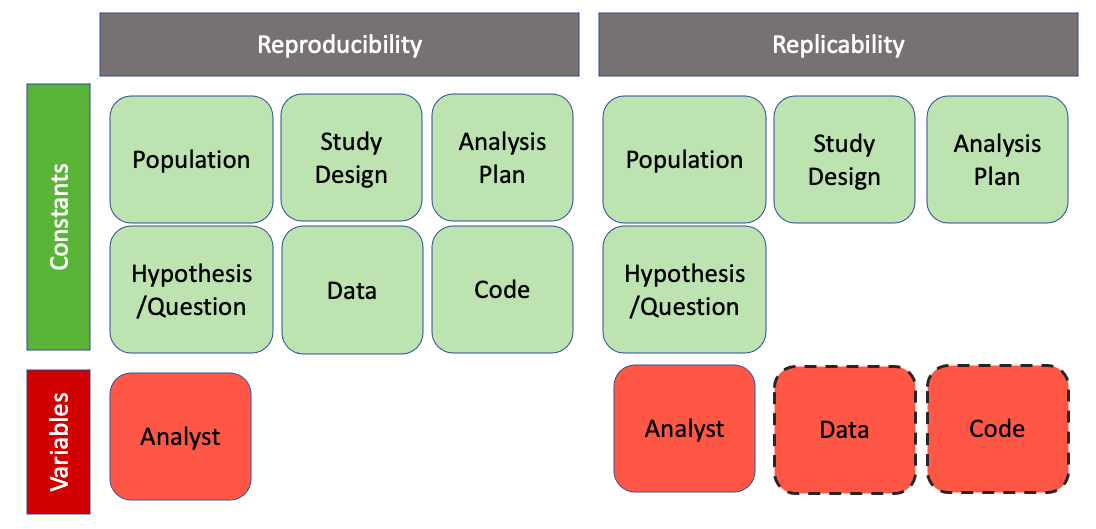 Reproducibility
Replicability
Constants
Population
Study
Design
Analysis
Plan
Hypothesis
/Question
Data
Code
Population
Study
Design
Analysis
Plan
Hypothesis
/Question
Variables
Analyst
Analyst
Data
Code